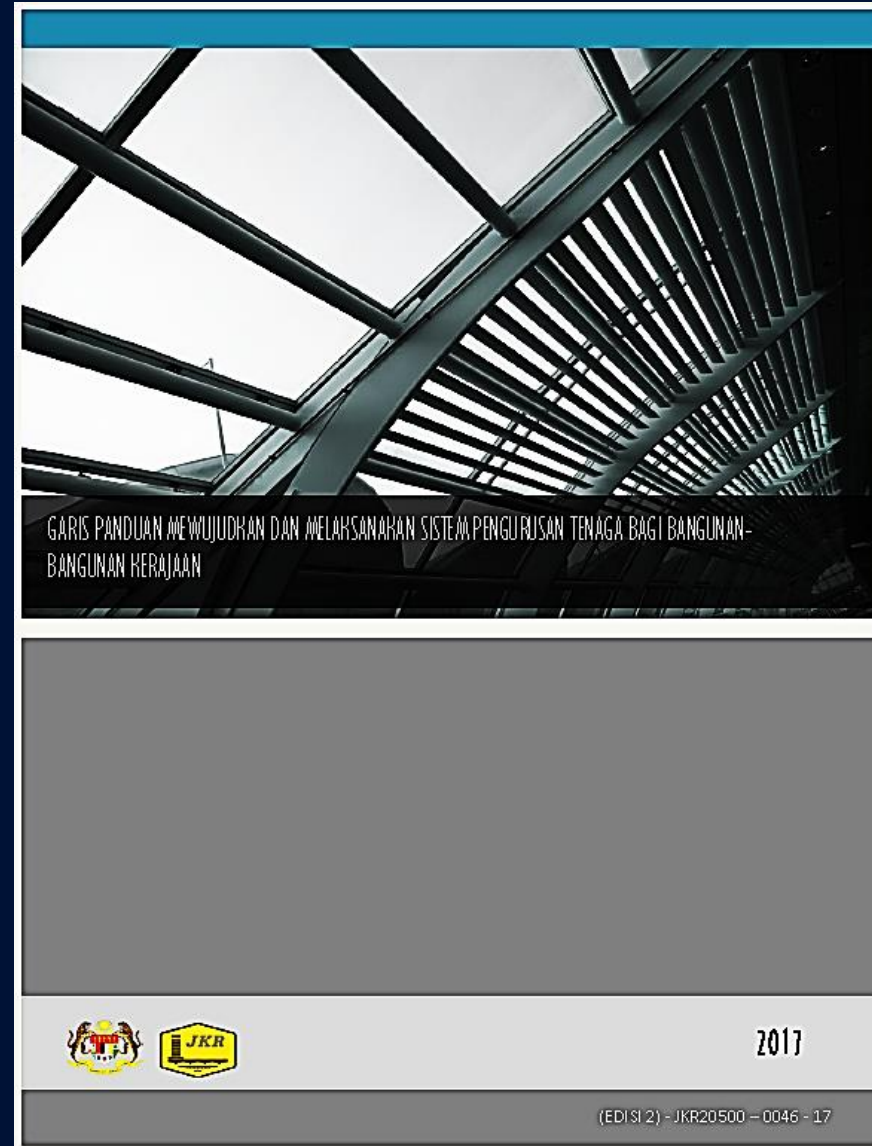 GARIS PANDUAN MEWUJUDKAN DAN MELAKSANAKAN SISTEM PENGURUSAN TENAGA BAGI BANGUNAN-
BANGUNAN KERAJAAN
JKR
2017
(EDISI 2) - JKR20500 – 0046 - 17